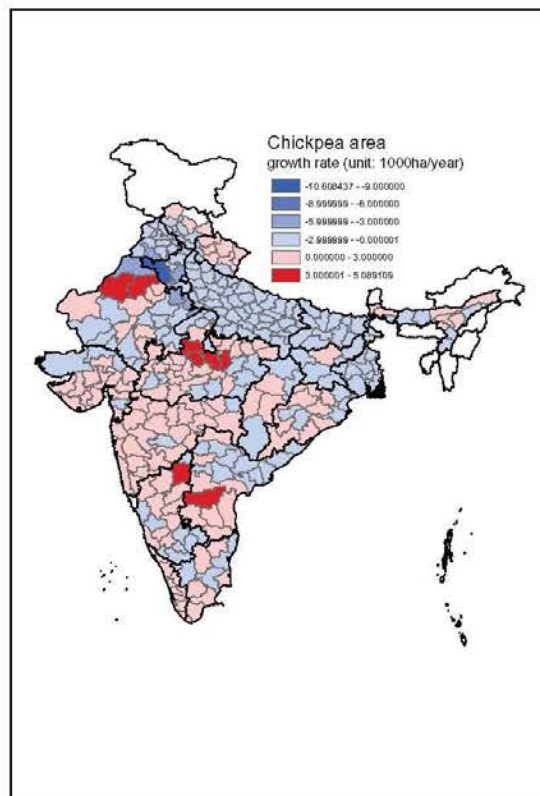 Chickpea area
growth rate (unit: 1000ha/year)
-10.608437 - -9.000000
-8.999999 - -6.000000
-5.999999 - -3.000000
-2.999999 - -0.000001
0.000000 - 3.000000
3.000001 - 5.089109